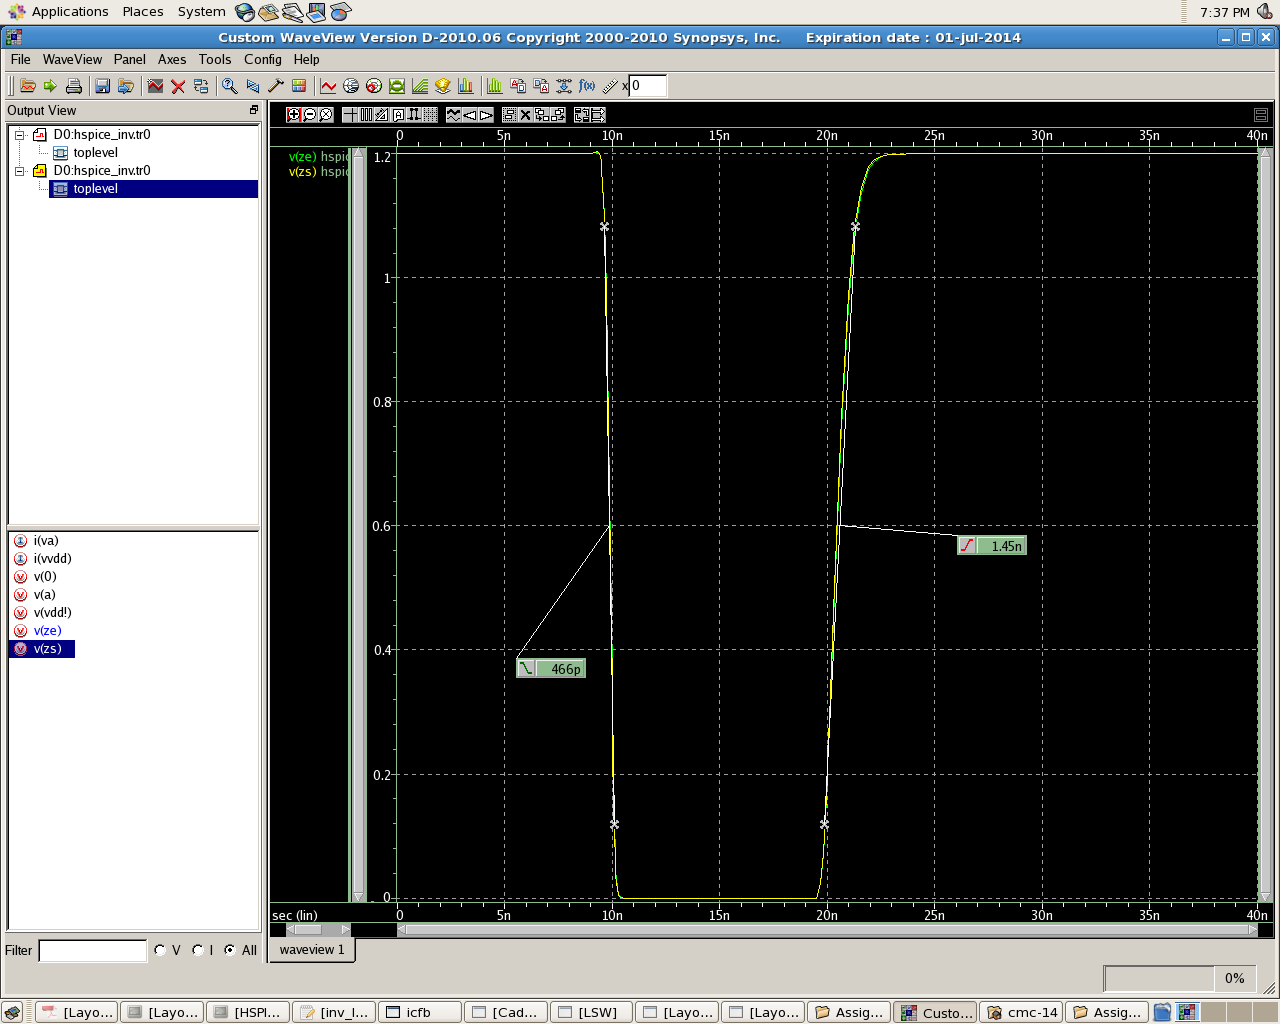 Applications Places System 7:37 PM
Custom WaveView Version D-2010.06 Copyright 2000-2010 Synopsys, Inc. Expiration date : 01-jul-2014
File WaveView Panel Axes Tools Config Help
f(x) x 0
Output View
D0:hspice_inv.tr0
toplevel
D0:hspice_inv.tr0
toplevel
i(va)
i(vvdd)
v(0)
v(a)
v(vdd!)
v(ze)
v(zs)
Filter V I All
0 5n 10n 15n 20n 25n 30n 35n 40n
v(ze) hspic
v(zs) hspic
1.2
1
0.8
0.6
0.4
0.2
0
1.45n
466p
sec (lin) 0 5n 10n 15n 20n 25n 30n 35n 40n
waveview 1
0%
[Layo... [Layo... [HSPI... [inv_l... icfb [Cad... [LSW] [Layo... [Layo... Assig... Custo... cmc-14 Assig...